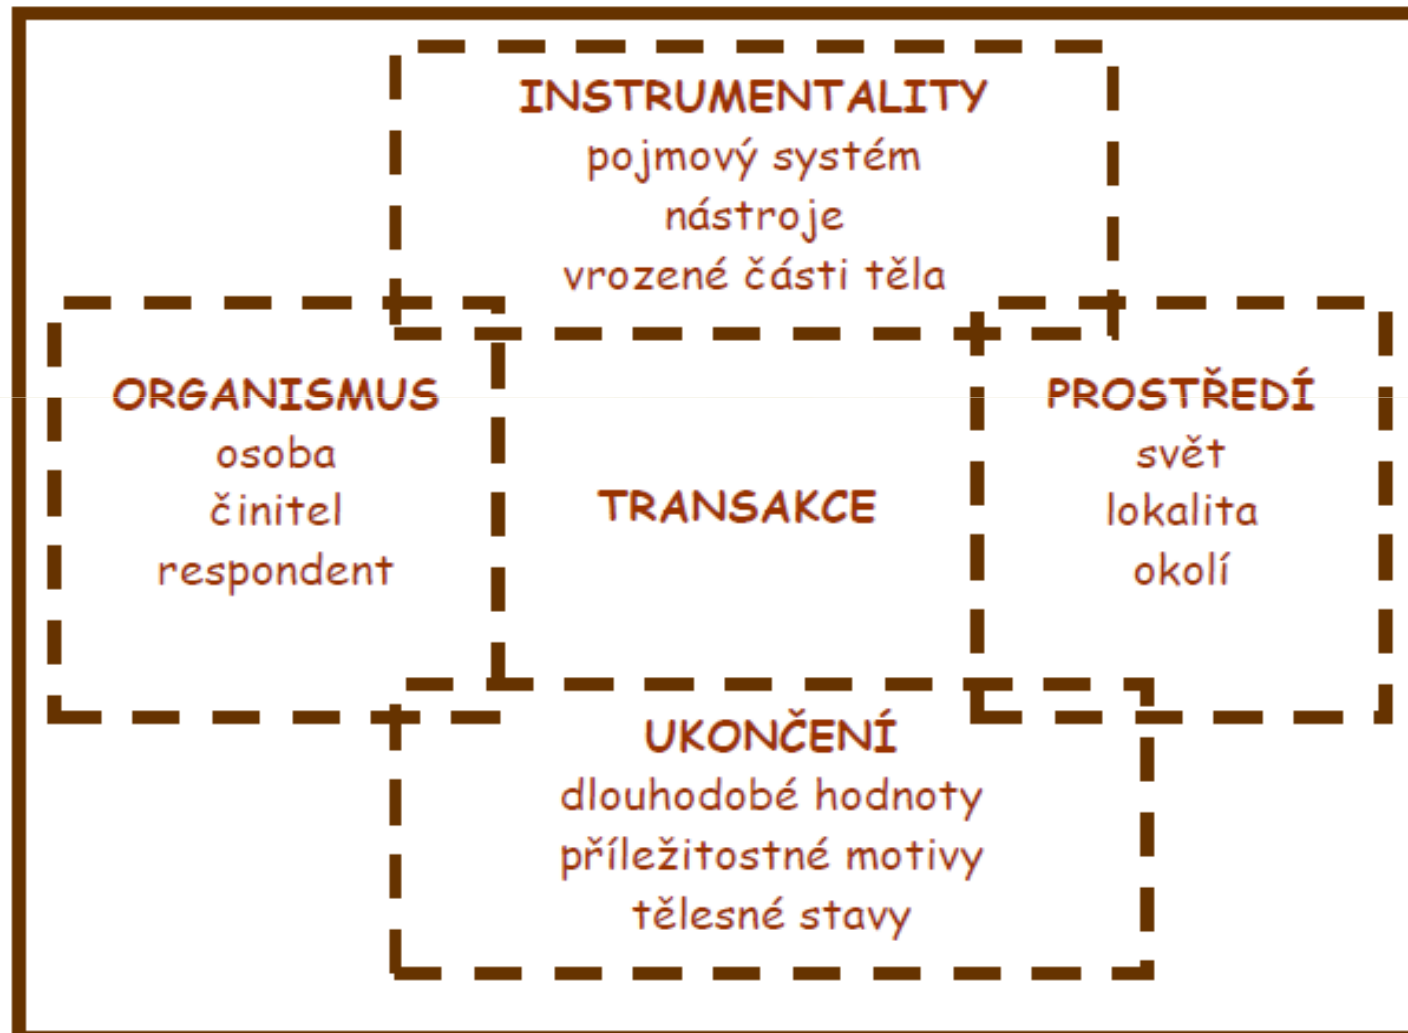 INSTRUMENTALITY
pojmový systém
nástroje
vrozené části těla
ORGANISMUS
osoba
činitel
respondent
TRANSAKCE
PROSTŘEDÍ
svět
lokalita
okolí
UKONČENÍ
dlouhodobé hodnoty
příležitostné motivy
tělesné stavy